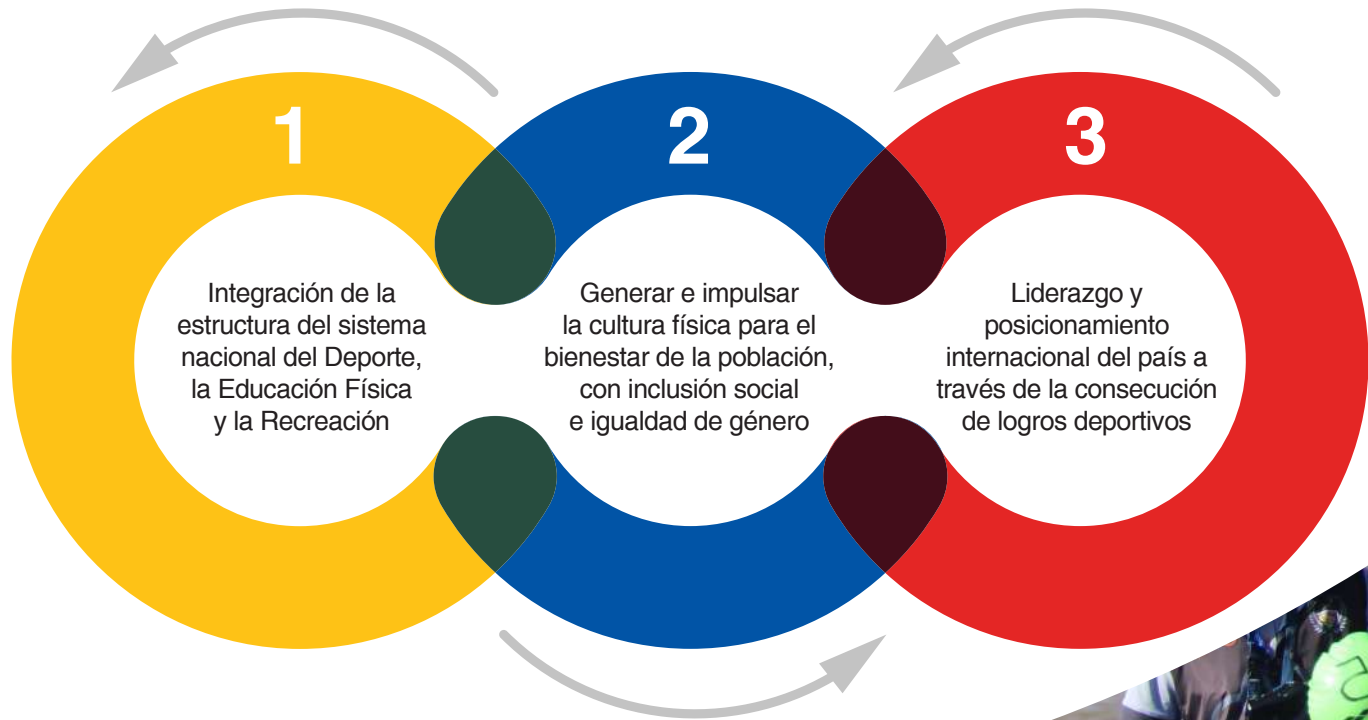 1
Integración de la
estructura del sistema
nacional del Deporte,
la Educación Física
y la Recreación
2
Generar e impulsar
la cultura física para el
bienestar de la población,
con inclusión social
e igualdad de género
3
Liderazgo y
posicionamiento
internacional del país a
través de la consecución
de logros deportivos